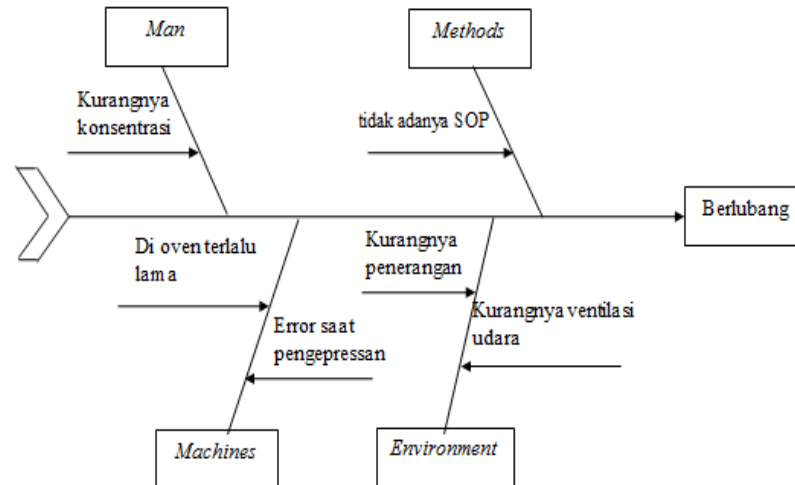 Man
Methods
Kurangnya
konsentrasi
tidak adanya SOP
Berlubang
Di oven terlalu
lama
Kurangnya
penerangan
Error saat
pengepressan
Kurangnya ventilasi
udara
Machines
Environment